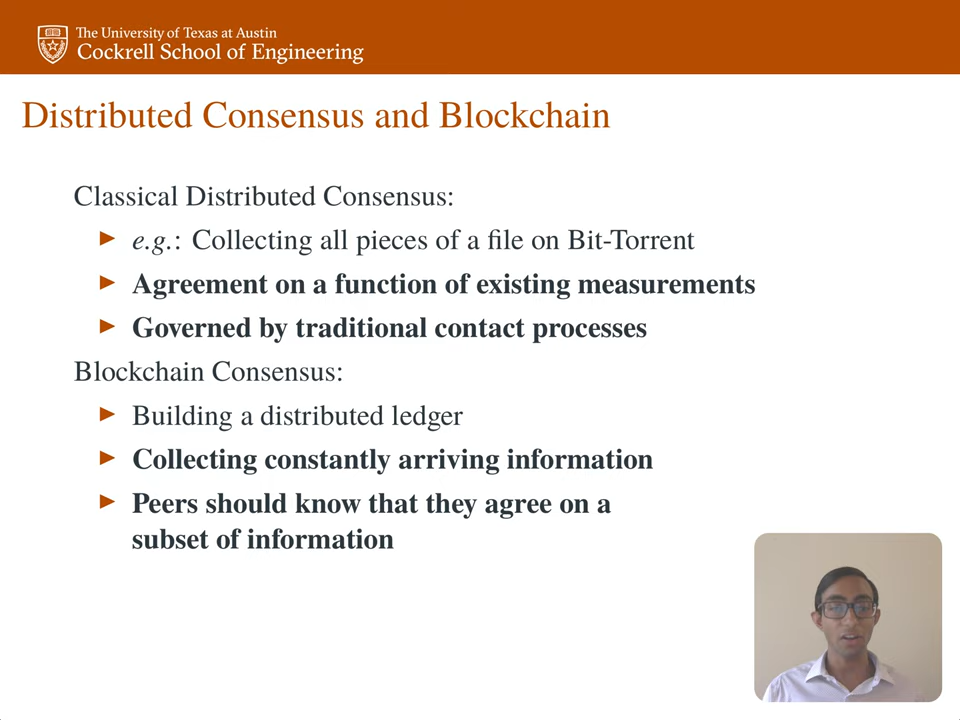 The University of Texas at Austin
Cockrell School of Engineering
Distributed Consensus and Blockchain
Classical Distributed Consensus:
e.g.: Collecting all pieces of a file on Bit-Torrent
Agreement on a function of existing measurements
Governed by traditional contact processes
Blockchain Consensus:
Building a distributed ledger
Collecting constantly arriving information
Peers should know that they agree on a
subset of information